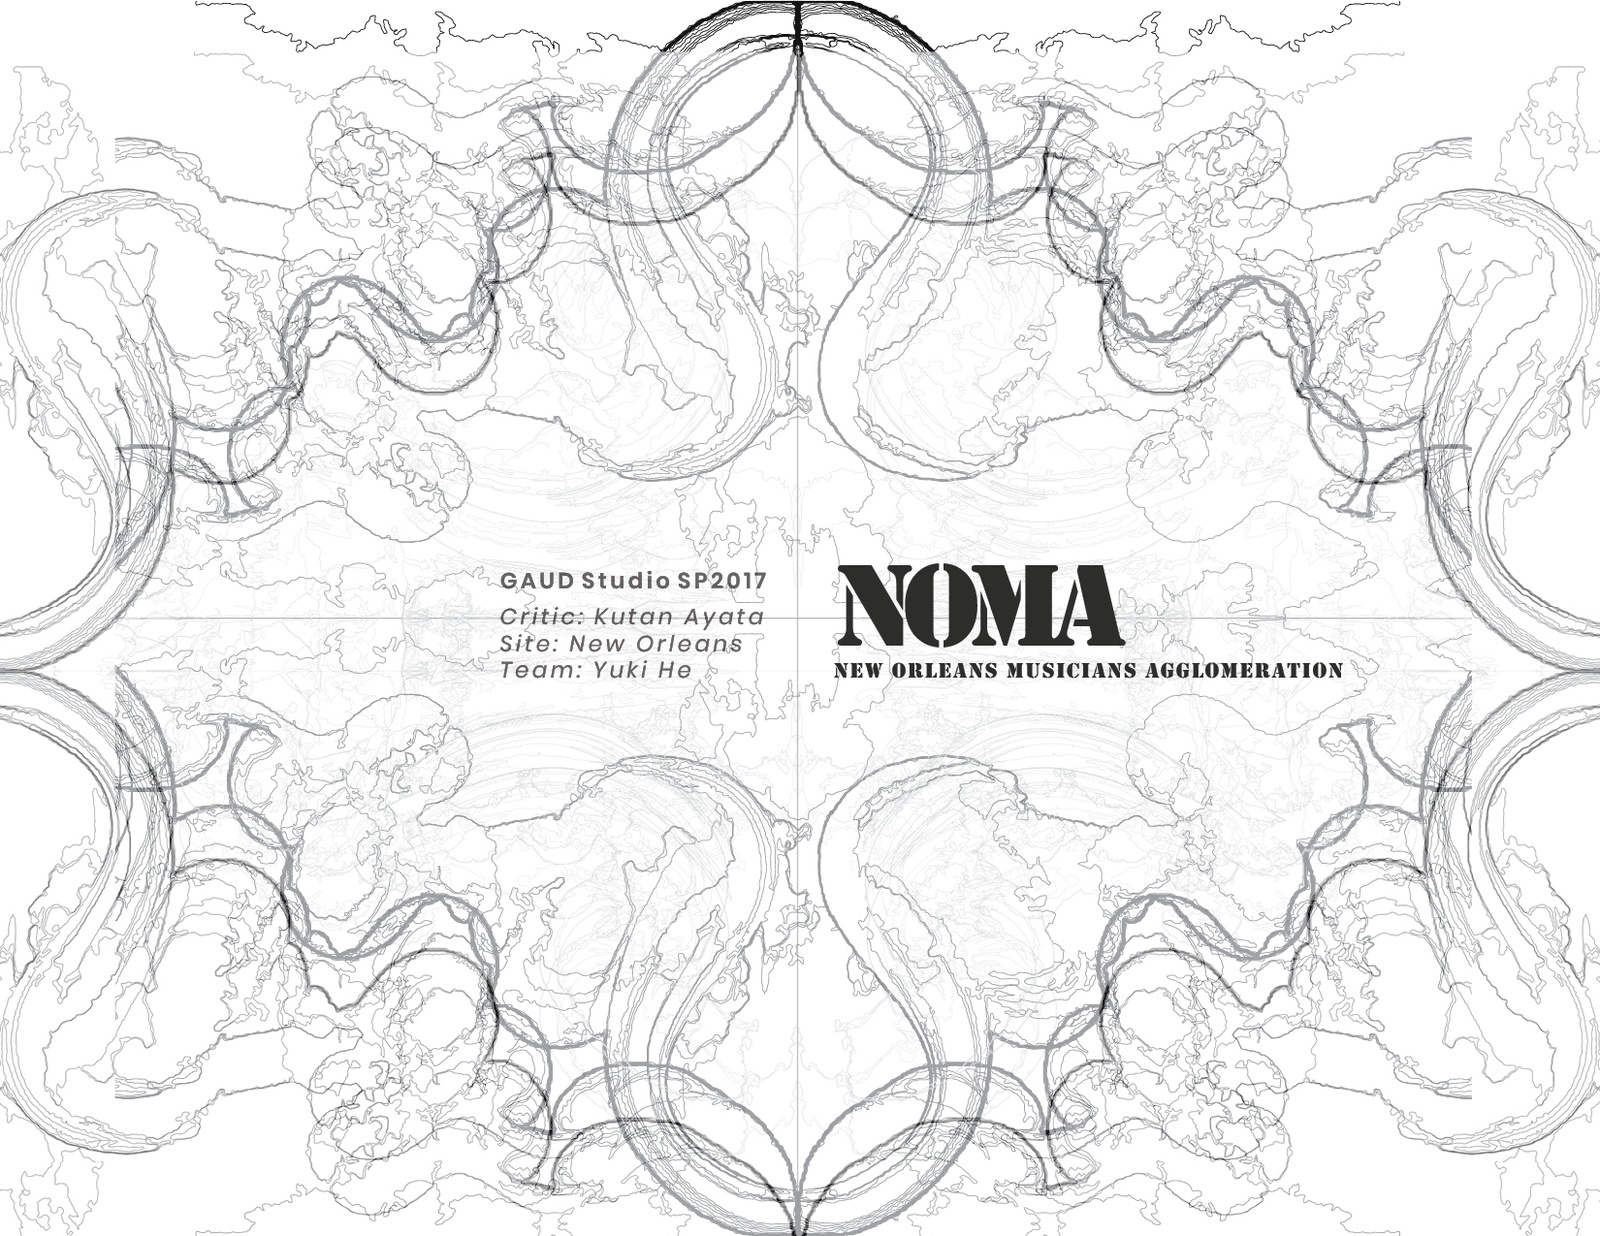 GAUD Studio SP2017
Critic: Kutan Ayata
Site: New Orleans
Team: Yuki He
NOMA
NEW ORLEANS MUSICIANS AGGLOMERATION